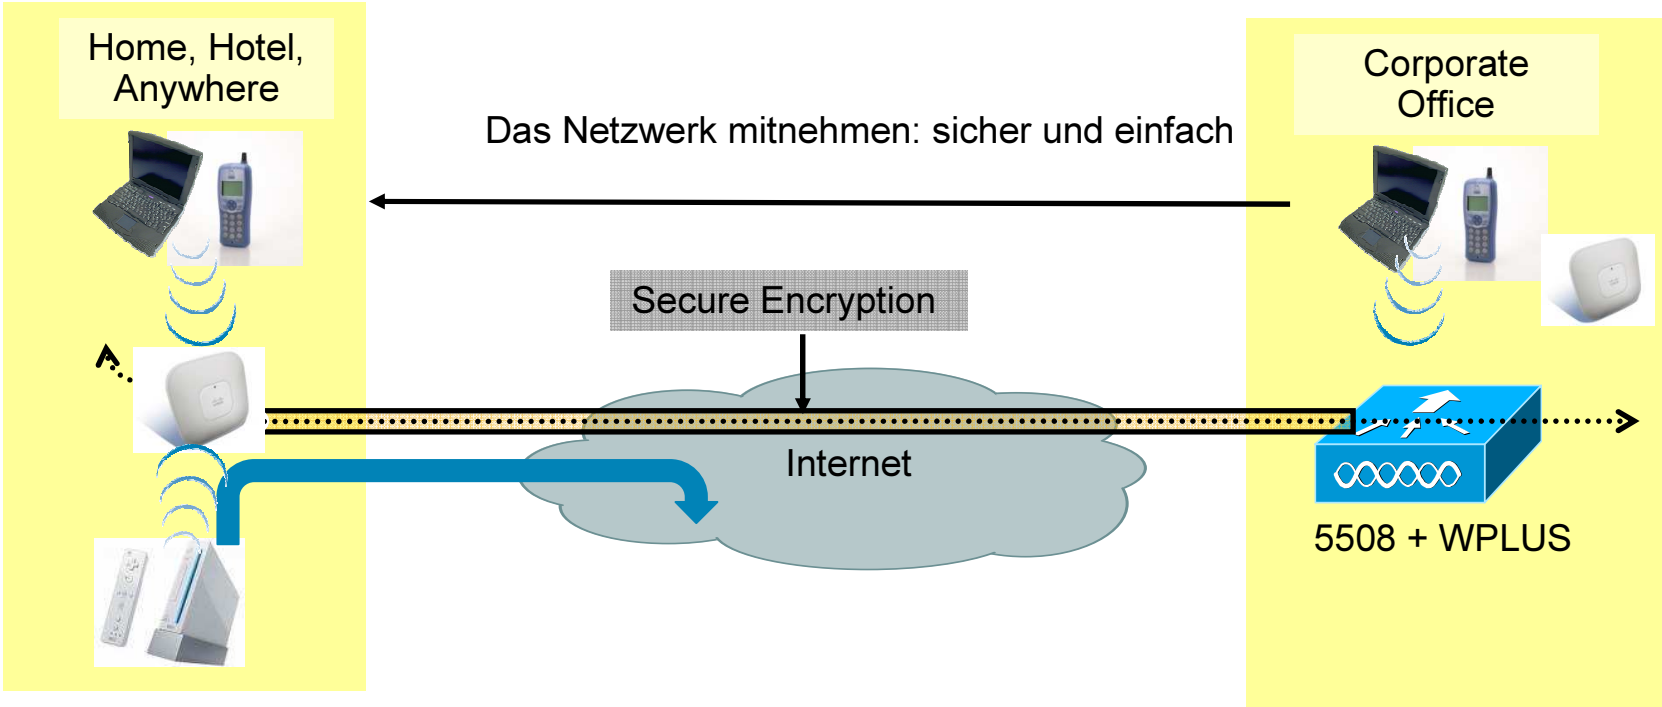 Home, Hotel,
Anywhere
Corporate
Office
Das Netzwerk mitnehmen: sicher und einfach
Secure Encryption
Internet
5508 + WPLUS